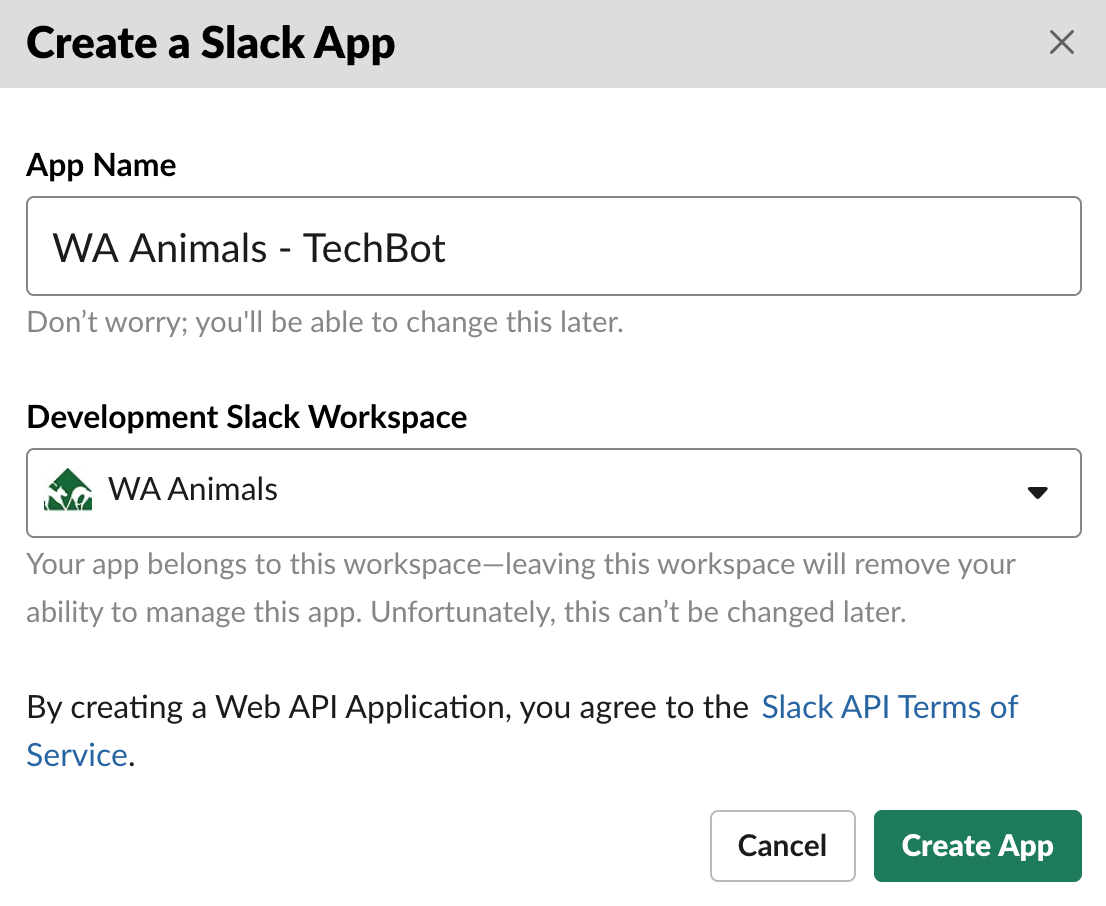 Create a Slack App
App Name
WA Animals - TechBot
Don’t worry; you'll be able to change this later.
Development Slack Workspace
WA Animals
Your app belongs to this workspace—leaving this workspace will remove your
ability to manage this app. Unfortunately, this can’t be changed later.
By creating a Web API Application, you agree to the Slack API Terms of
Service.
Cancel
Create App